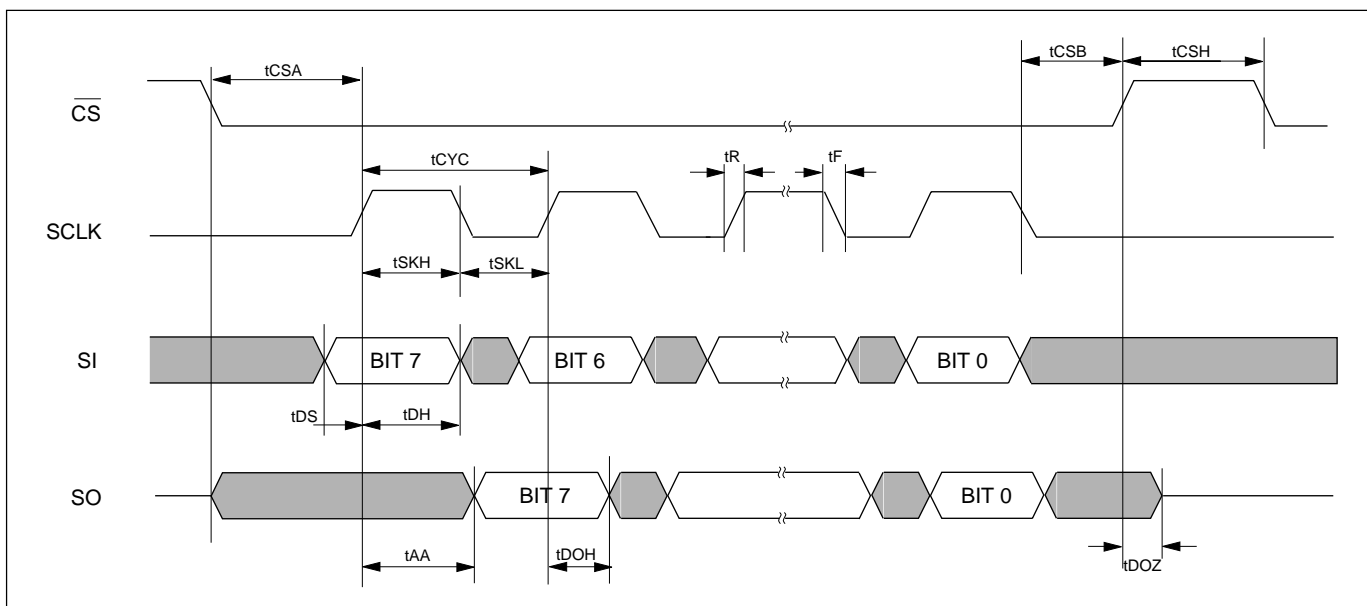 tCSA
tCSB
tCSH
CS
tCYC
tR
tF
SCLK
tSKH
tSKL
SI
BIT 7
BIT 6
BIT 0
tDS
tDH
SO
BIT 7
BIT 0
tAA
tDOH
tDOZ